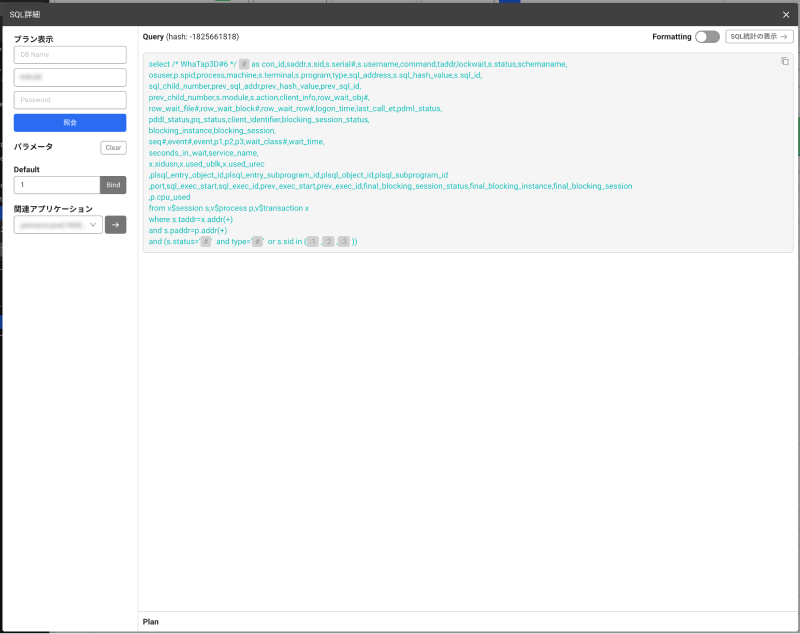 SQL詳細
プラン表示
DB Name
Password
照会
パラメータ
Clear
Default
1
Bind
関連アプリケーション
Query (hash: -1825661818)
Formatting
SQL統計の表示 →
select /* WhaTap3D#6 */ # as con_id,saddr,s.sid,s.serial#,s.username,command,taddr,lockwait,s.status,schemaname,
osuser,p.spid,process,machine,s.terminal,s.program,type,sql_address,s.sql_hash_value,s.sql_id,
sql_child_number,prev_sql_addr,prev_hash_value,prev_sql_id,
prev_child_number,s.module,s.action,client_info,row_wait_obj#,
row_wait_file#,row_wait_block#,row_wait_row#,logon_time,last_call_et,pdml_status,
pddl_status,pq_status,client_identifier,blocking_session_status,
blocking_instance,blocking_session,
seq#,event#,event,p1,p2,p3,wait_class#,wait_time,
seconds_in_wait,service_name,
x.xidusn,x.used_ublk,x.used_urec
,plsql_entry_object_id,plsql_entry_subprogram_id,plsql_object_id,plsql_subprogram_id
,port,sql_exec_start,sql_exec_id,prev_exec_start,prev_exec_id,final_blocking_session_status,final_blocking_instance,final_blocking_session
,p.cpu_used
from v$session s,v$process p,v$transaction x
where s.taddr=x.addr(+)
and s.paddr=p.addr(+)
and (s.status='#' and type='#' or s.sid in (:1 ,:2 ,:3 ))
Plan